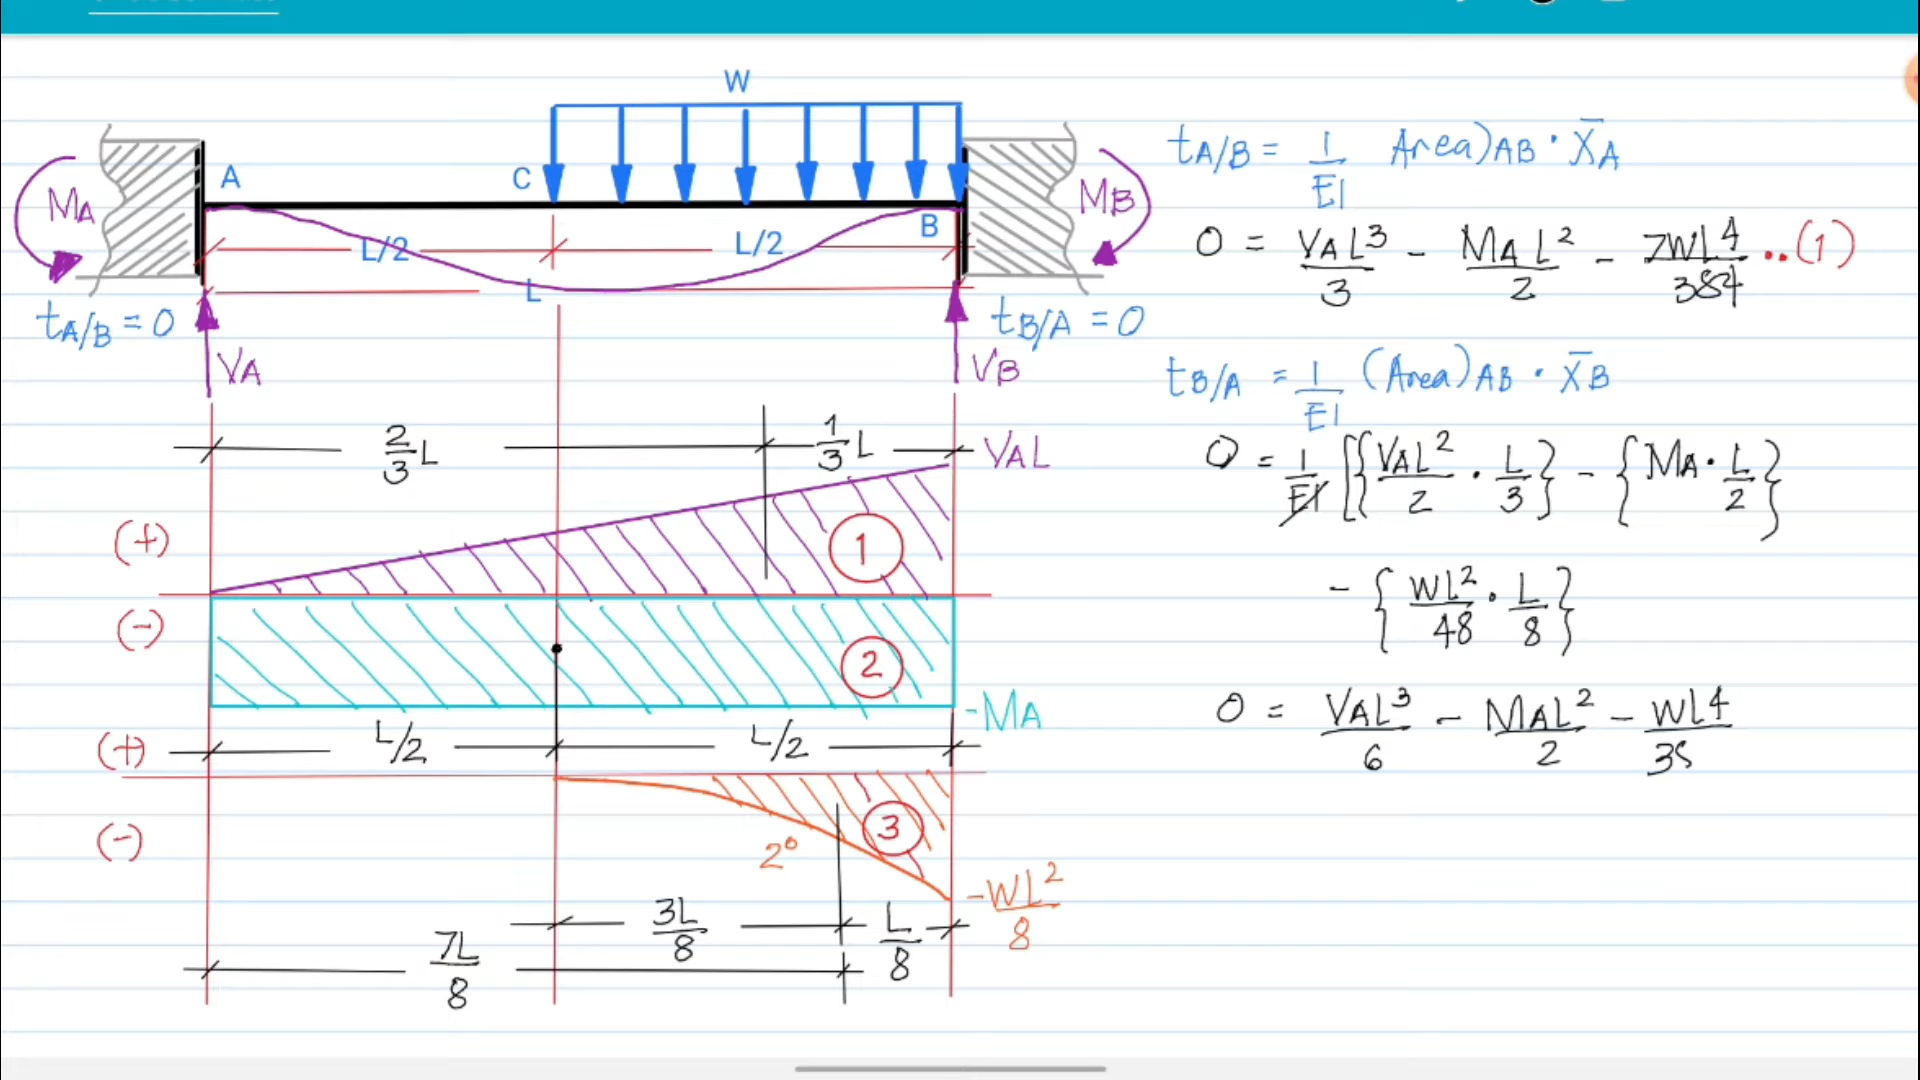 W
A
C
B
MA
MB
L/2
L/2
L
tA/B = 0
tB/A = 0
VA
VB
2/3 L
1/3 L
VAL
(+)
1
(-)
2
-MA
(+)
L/2
L/2
3
(-)
2°
-WL²/8
3L/8
L/8
7L/8
tA/B = 1/EI Area)AB · X̄A
0 = VAL³/3 - MAL²/2 - 7WL⁴/384 ..(1)
tB/A = 1/EI (Area)AB · X̄B
0 = 1/EI [{VAL²/2 · L/3} - {MA · L/2}
- {WL²/48 · L/8}
0 = VAL³/6 - MAL²/2 - WL4/38